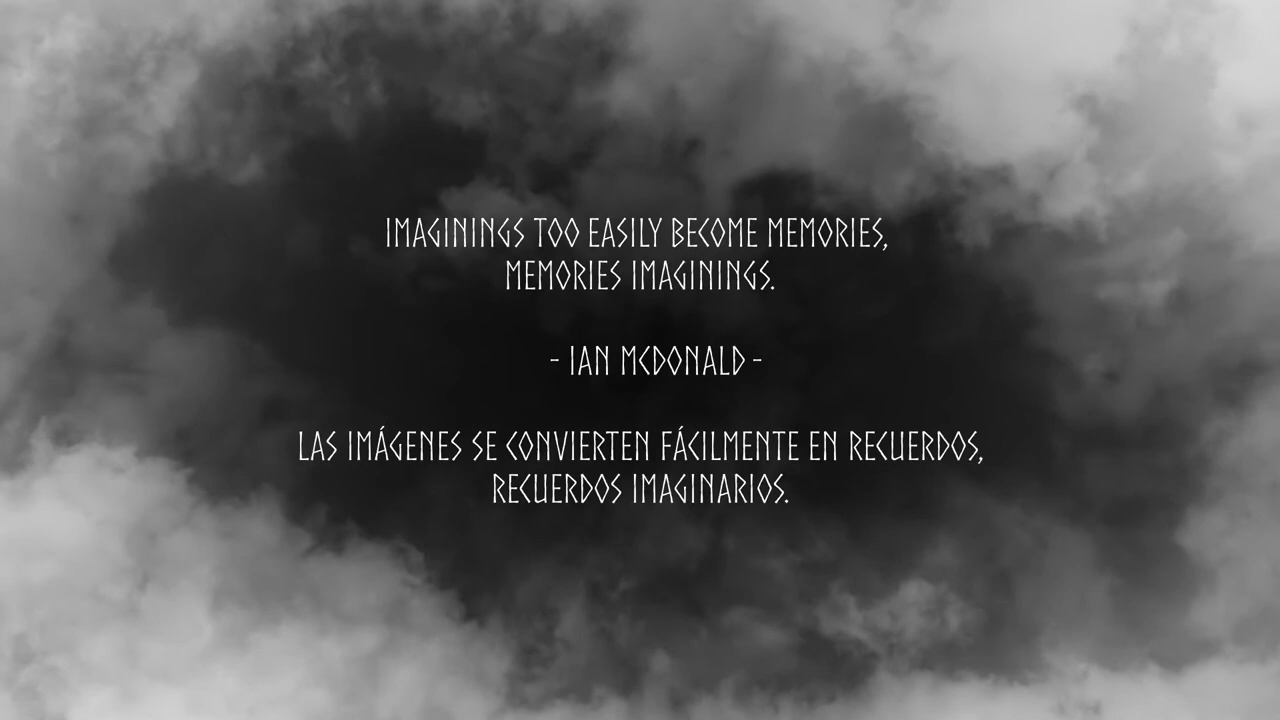 IMAGININGS TOO EASILY BECOME MEMORIES,
MEMORIES IMAGININGS.
- IAN MCDONALD -
LAS IMÁGENES SE CONVIERTEN FÁCILMENTE EN RECUERDOS,
RECUERDOS IMAGINARIOS.